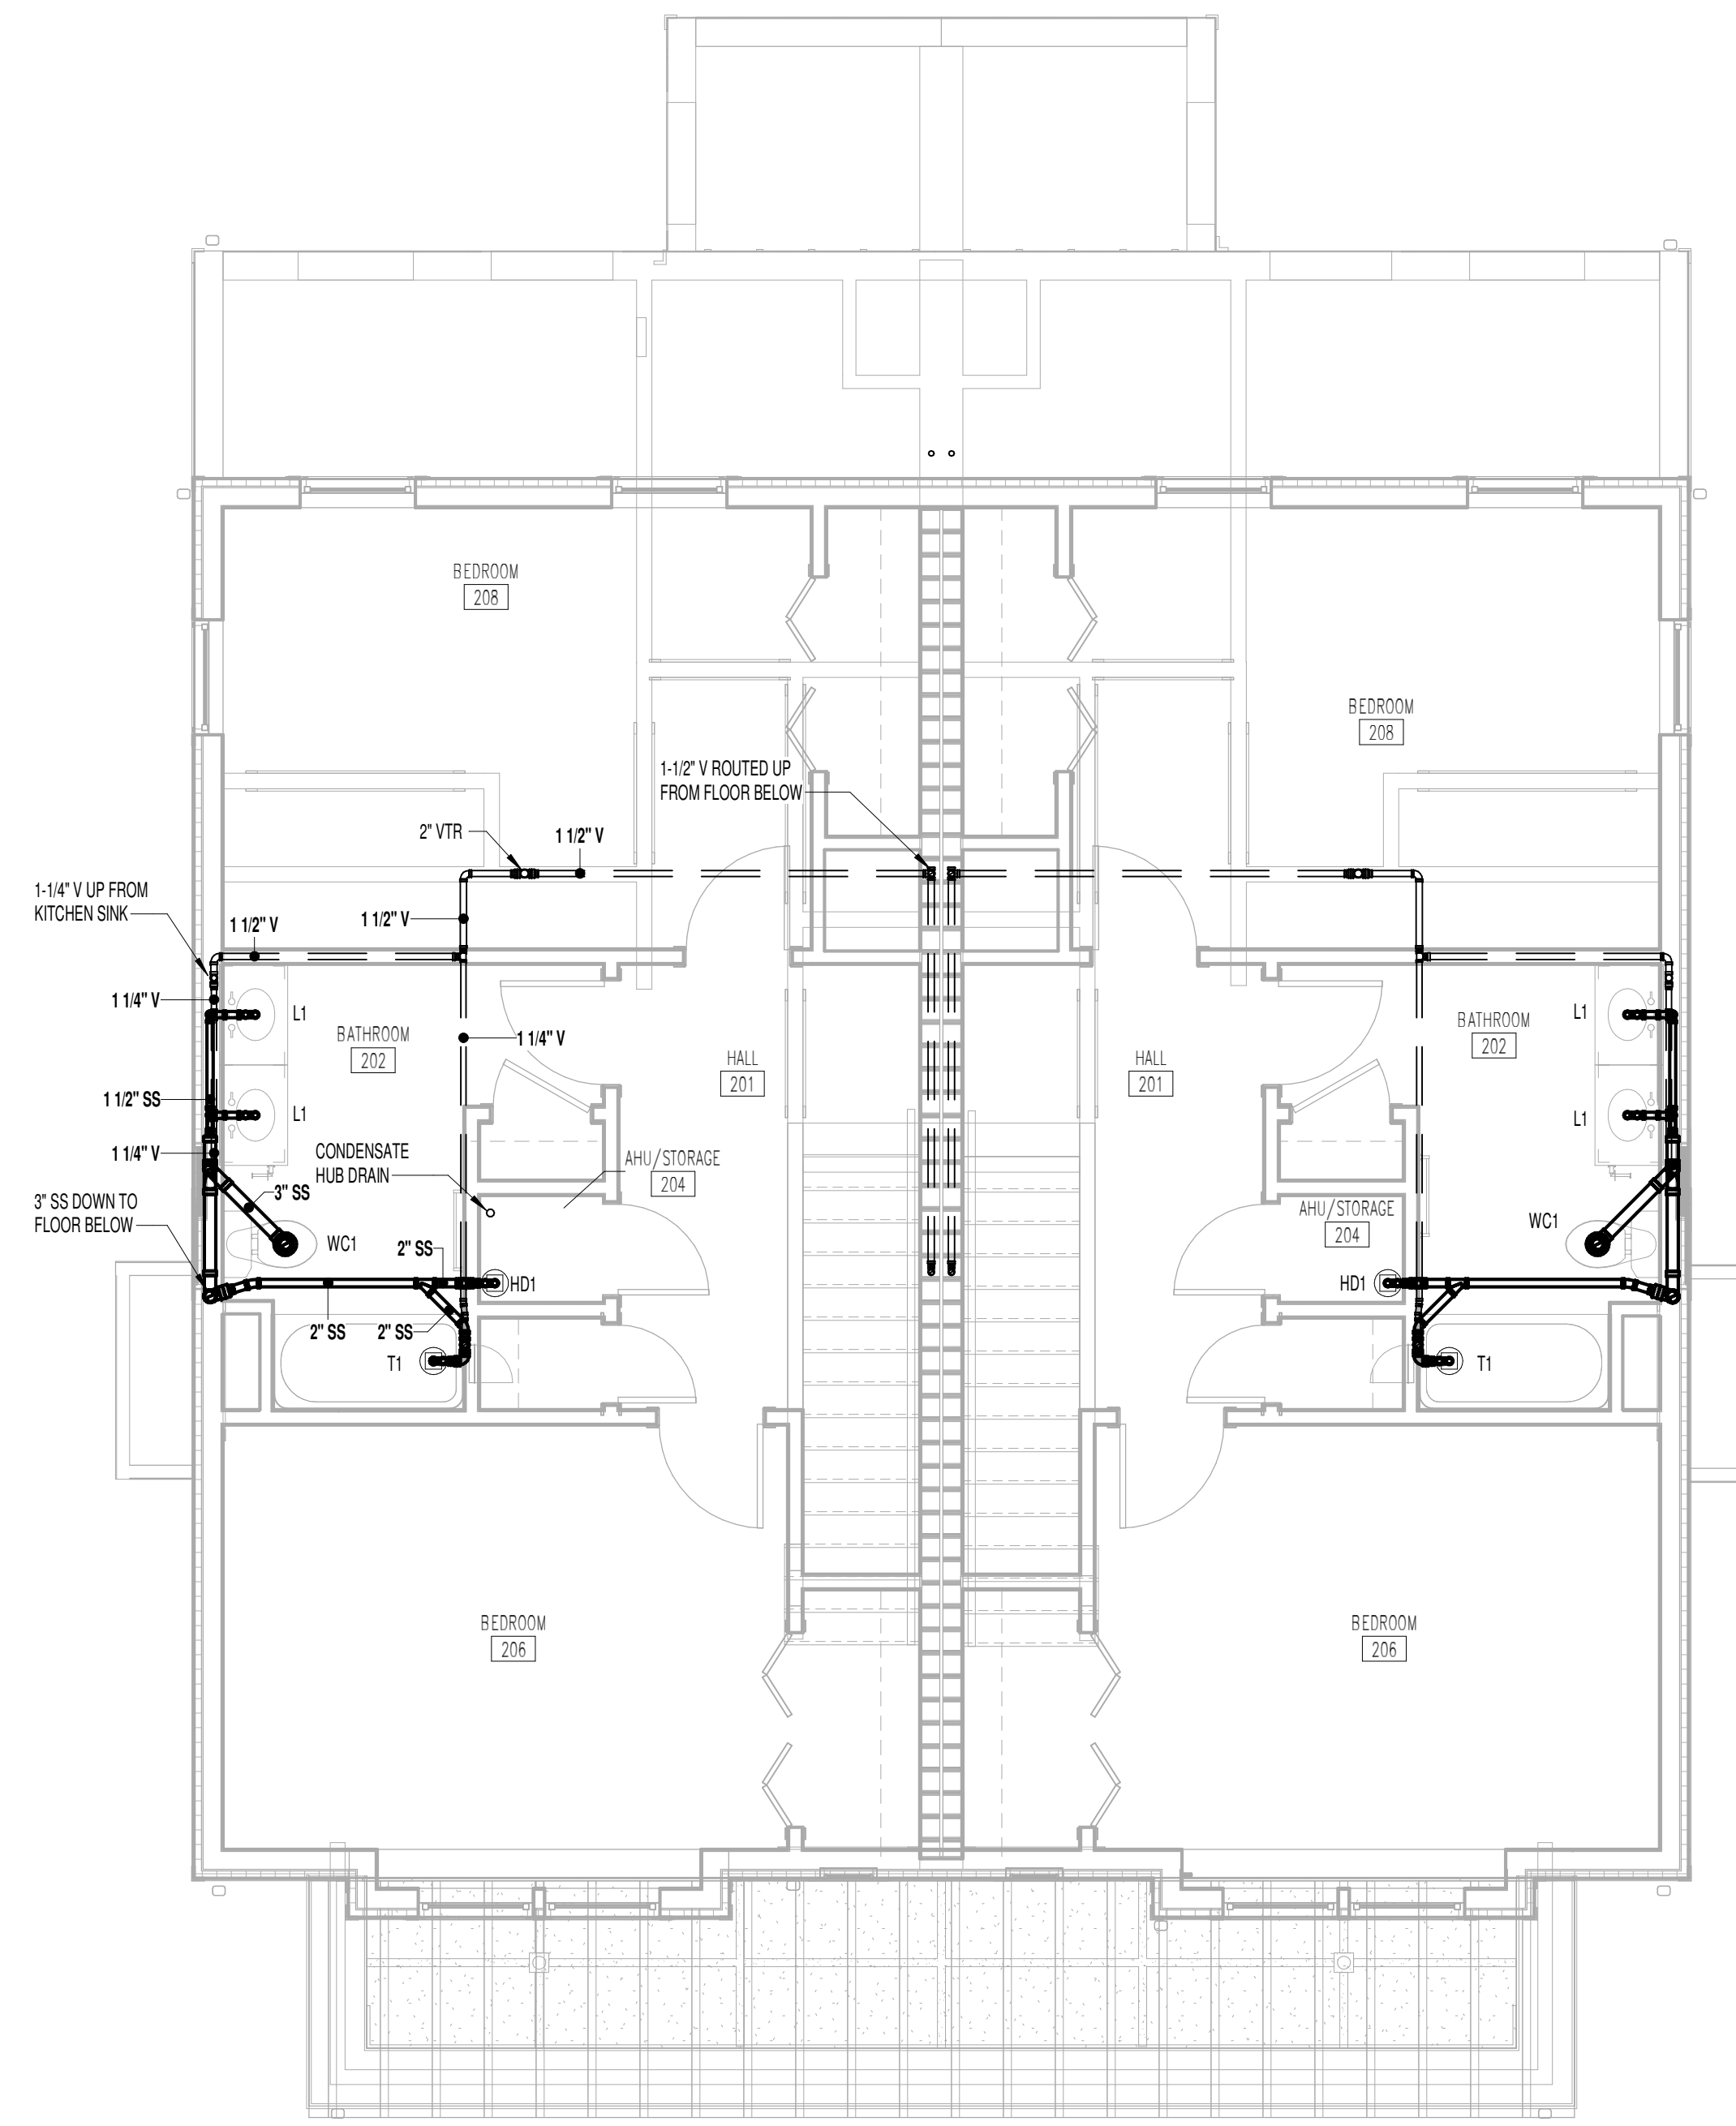 BEDROOM
208
BEDROOM
208
1-1/2" V ROUTED UP
FROM FLOOR BELOW
2" VTR
1 1/2" V
1-1/4" V UP FROM
KITCHEN SINK
1 1/2" V
1 1/2" V
1 1/4" V
L1
BATHROOM
202
1 1/4" V
HALL
201
HALL
201
L1
BATHROOM
202
1 1/2" SS
L1
L1
1 1/4" V
CONDENSATE
HUB DRAIN
AHU/STORAGE
204
3" SS
3" SS DOWN TO
FLOOR BELOW
WC1
2" SS
HD1
AHU/STORAGE
204
WC1
HD1
2" SS
2" SS
T1
T1
BEDROOM
206
BEDROOM
206